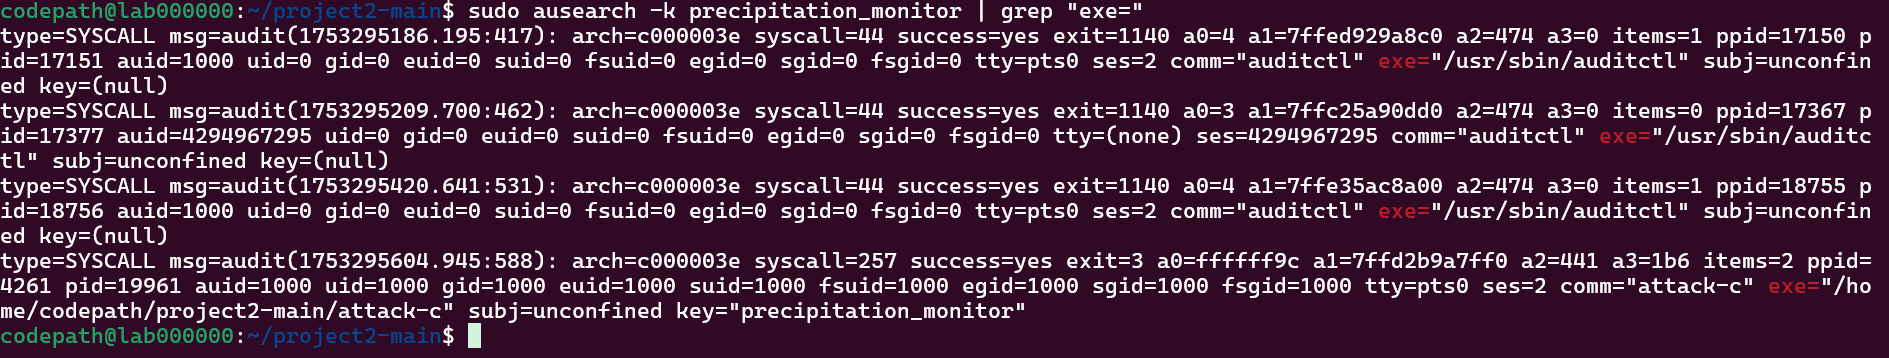 codepath@lab000000:~/project2-main$ sudo ausearch -k precipitation_monitor | grep "exe="
type=SYSCALL msg=audit(1753295186.195:417): arch=c000003e syscall=44 success=yes exit=1140 a0=4 a1=7ffed929a8c0 a2=474 a3=0 items=1 ppid=17150 p
id=17151 auid=1000 uid=0 gid=0 euid=0 suid=0 fsuid=0 egid=0 sgid=0 fsgid=0 tty=pts0 ses=2 comm="auditctl" exe="/usr/sbin/auditctl" subj=unconfin
ed key=(null)
type=SYSCALL msg=audit(1753295209.700:462): arch=c000003e syscall=44 success=yes exit=1140 a0=3 a1=7ffc25a90dd0 a2=474 a3=0 items=0 ppid=17367 p
id=17377 auid=4294967295 uid=0 gid=0 euid=0 suid=0 fsuid=0 egid=0 sgid=0 fsgid=0 tty=(none) ses=4294967295 comm="auditctl" exe="/usr/sbin/auditc
tl" subj=unconfined key=(null)
type=SYSCALL msg=audit(1753295420.641:531): arch=c000003e syscall=44 success=yes exit=1140 a0=4 a1=7ffe35ac8a00 a2=474 a3=0 items=1 ppid=18755 p
id=18756 auid=1000 uid=0 gid=0 euid=0 suid=0 fsuid=0 egid=0 sgid=0 fsgid=0 tty=pts0 ses=2 comm="auditctl" exe="/usr/sbin/auditctl" subj=unconfin
ed key=(null)
type=SYSCALL msg=audit(1753295604.945:588): arch=c000003e syscall=257 success=yes exit=3 a0=ffffff9c a1=7ffd2b9a7ff0 a2=441 a3=1b6 items=2 ppid=
4261 pid=19961 auid=1000 uid=1000 gid=1000 euid=1000 suid=1000 fsuid=1000 egid=1000 sgid=1000 fsgid=1000 tty=pts0 ses=2 comm="attack-c" exe="/ho
me/codepath/project2-main/attack-c" subj=unconfined key="precipitation_monitor"
codepath@lab000000:~/project2-main$